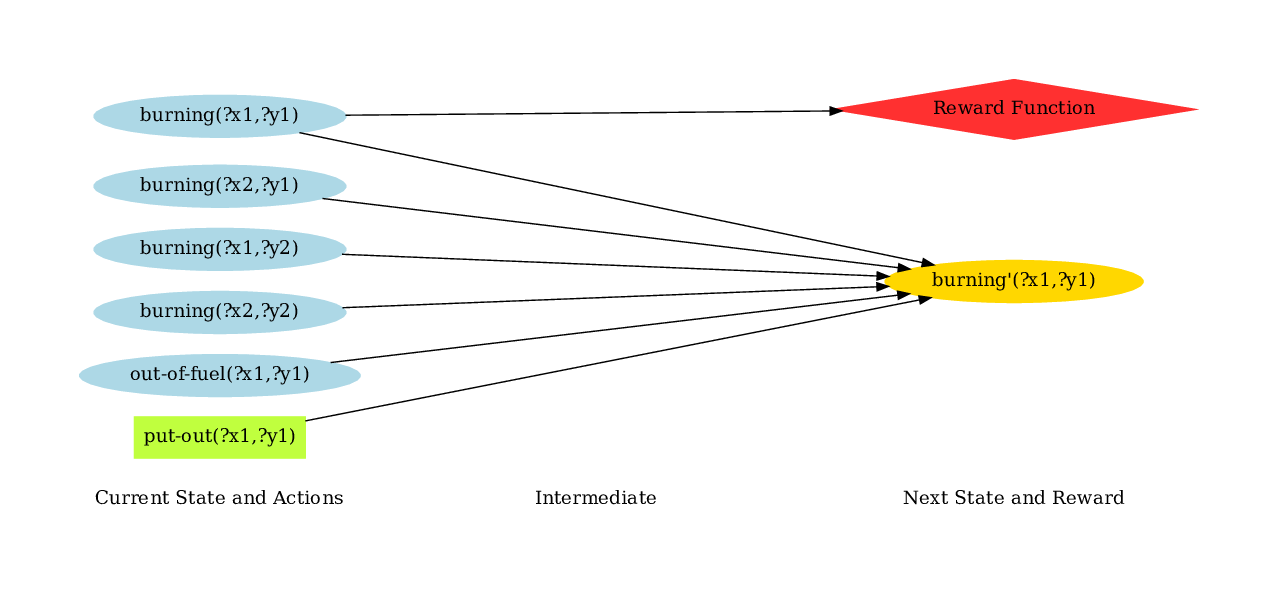 burning(?x1,?y1)
Reward Function
burning(?x2,?y1)
burning(?x1,?y2)
burning'(?x1,?y1)
burning(?x2,?y2)
out-of-fuel(?x1,?y1)
put-out(?x1,?y1)
Current State and Actions
Intermediate
Next State and Reward